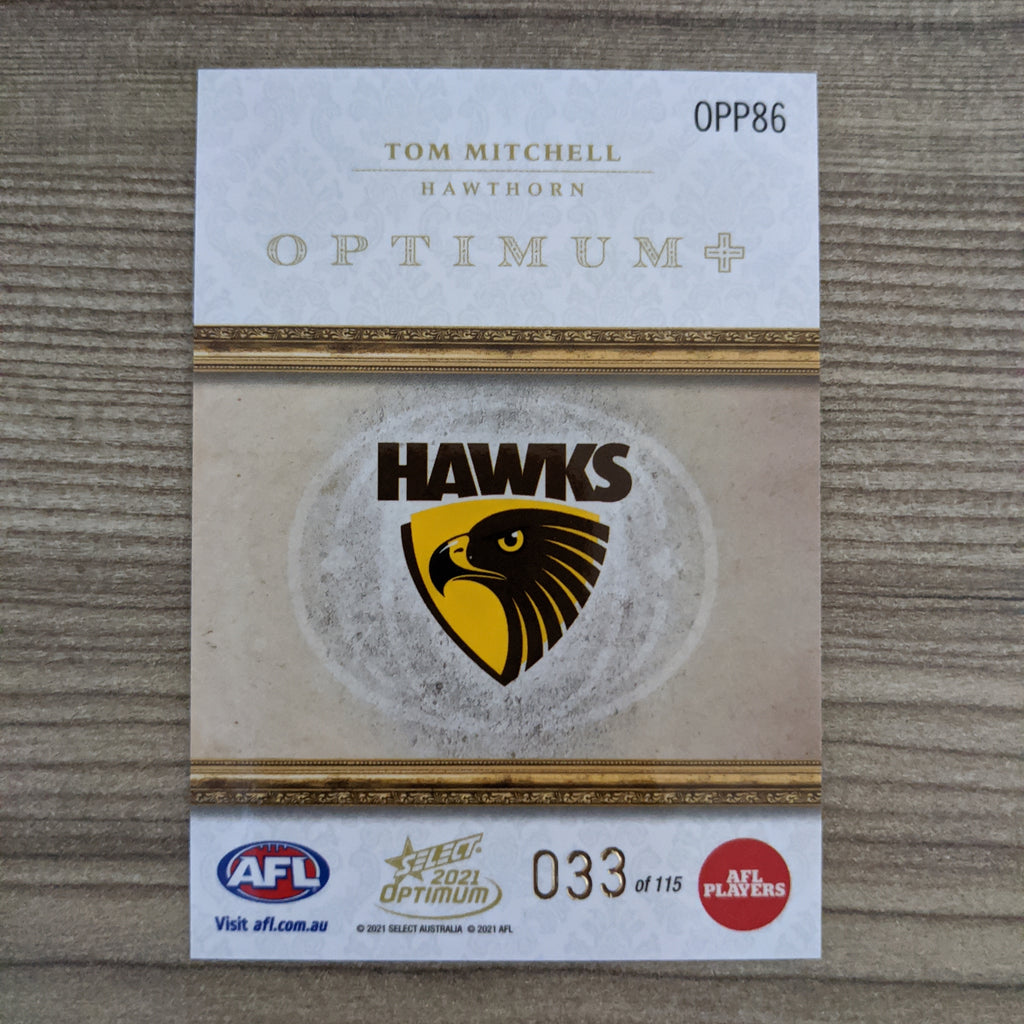 OPP86
TOM MITCHELL
HAWTHORN
OPTIMUM+
HAWKS
AFL
Visit afl.com.au
SELECT
2021
OPTIMUM
© 2021 SELECT AUSTRALIA © 2021 AFL
033 of 115
AFL
PLAYERS